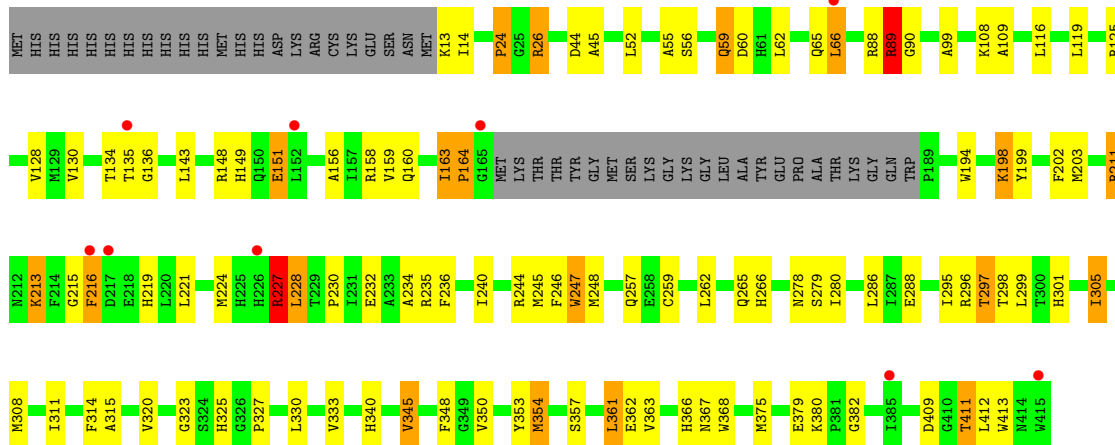 MET HIS HIS HIS HIS HIS HIS HIS HIS HIS HIS MET HIS HIS ASP LYS ARG CYS LYS GLU SER ASN MET K13 I14 P24 G25 R26 D44 A45 L52 A55 S56 Q59 D60 H61 L62 Q65 L66 R88 R89 G90 A99 K108 A109 L116 L119
V128 M129 V130 T134 T135 G136 L143 R148 H149 Q150 E151 L152 A156 I157 R158 V159 Q160 I163 P164 G165 MET LYS THR THR TYR GLY MET SER LYS GLY LYS GLY LEU ALA TYR GLU PRO ALA THR LYS GLY GLN TRP P189 W194 K198 Y199 F202 M203
N212 K213 F214 G215 F216 D217 E218 H219 L220 L221 M224 H225 H226 R227 L228 T229 P230 I231 E232 A233 A234 R235 F236 I240 R244 M245 F246 W247 M248 Q257 E258 C259 L262 Q265 H266 N278 S279 I280 L286 I287 E288 I295 R296 T297 T298 L299 T300 H301 I305
M308 I311 F314 A315 V320 G323 S324 H325 G326 P327 L330 V333 H340 V345 F348 G349 V350 Y353 M354 S357 L361 E362 V363 H366 N367 W368 M375 E379 K380 P381 G382 I385 D409 G410 T411 L412 W413 N414 W415